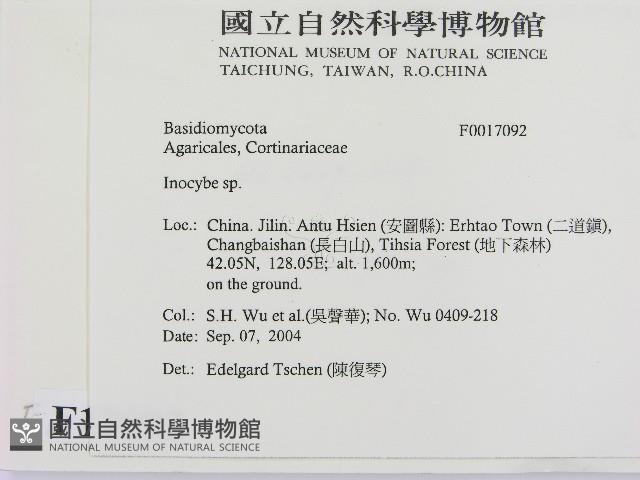 國立自然科學博物館
NATIONAL MUSEUM OF NATURAL SCIENCE
TAICHUNG, TAIWAN, R.O.CHINA
Basidiomycota F0017092
Agaricales, Cortinariaceae
Inocybe sp.
Loc.: China. Jilin. Antu Hsien (安圖縣): Erhtao Town (二道鎮),
Changbaishan (長白山), Tihsia Forest (地下森林)
42.05N, 128.05E; alt. 1,600m;
on the ground.
Col.: S.H. Wu et al.(吳聲華); No. Wu 0409-218
Date: Sep. 07, 2004
Det.: Edelgard Tschen (陳復琴)
F1
國立自然科學博物館
NATIONAL MUSEUM OF NATURAL SCIENCE